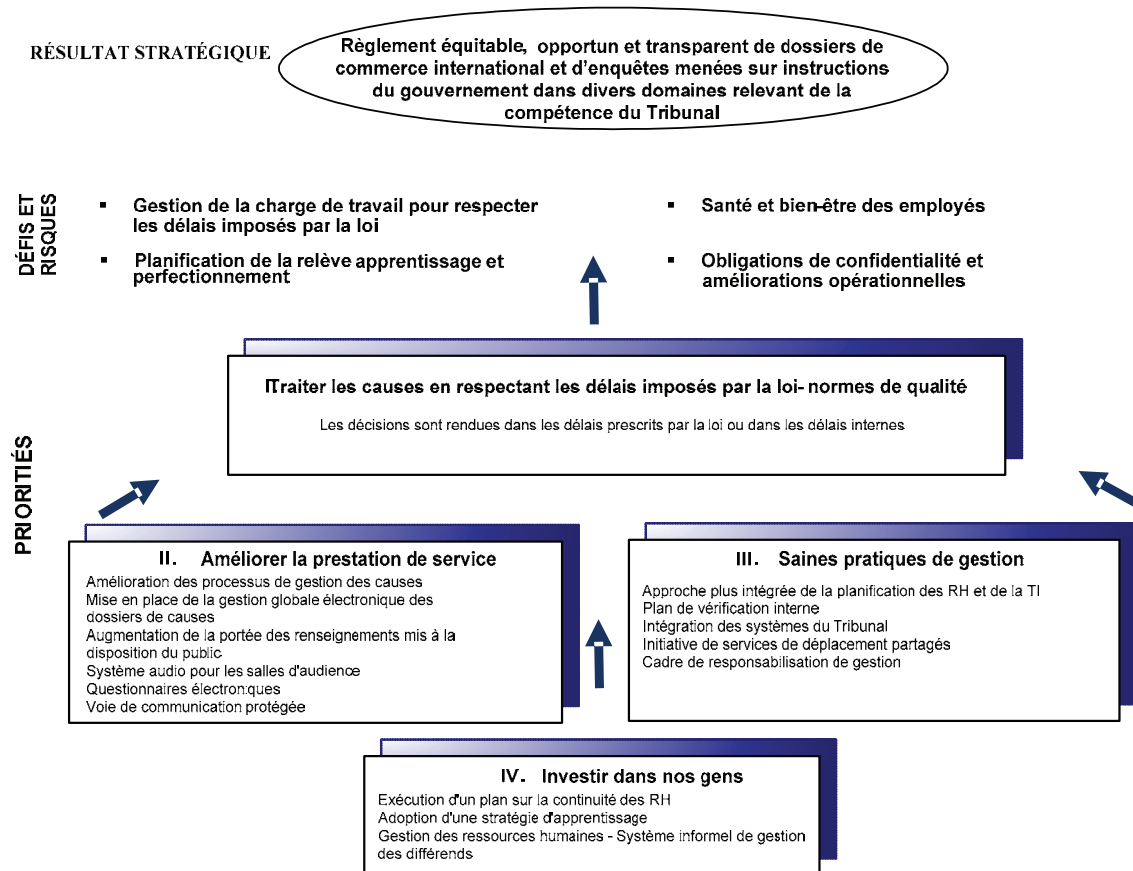 RÉSULTAT STRATÉGIQUE
Règlement équitable, opportun et transparent de dossiers de
commerce international et d'enquêtes menées sur instructions
du gouvernement dans divers domaines relevant de la
compétence du Tribunal
DÉFIS ET
RISQUES
▪ Gestion de la charge de travail pour respecter
les délais imposés par la loi
▪ Planification de la relève apprentissage et
perfectionnement
▪ Santé et bien-être des employés
▪ Obligations de confidentialité et
améliorations opérationnelles
PRIORITIÉS
ITraiter les causes en respectant les délais imposés par la loi- normes de qualité
Les décisions sont rendues dans les délais prescrits par la loi ou dans les délais internes
II. Améliorer la prestation de service
Amélioration des processus de gestion des causes
Mise en place de la gestion globale électronique des
dossiers de causes
Augmentation de la portée des renseignements mis à la
disposition du public
Système audio pour les salles d'audience
Questionnaires électroniques
Voie de communication protégée
III. Saines pratiques de gestion
Approche plus intégrée de la planification des RH et de la TI
Plan de vérification interne
Intégration des systèmes du Tribunal
Initiative de services de déplacement partagés
Cadre de responsabilisation de gestion
IV. Investir dans nos gens
Exécution d'un plan sur la continuité des RH
Adoption d'une stratégie d'apprentissage
Gestion des ressources humaines - Système informel de gestion
des différends